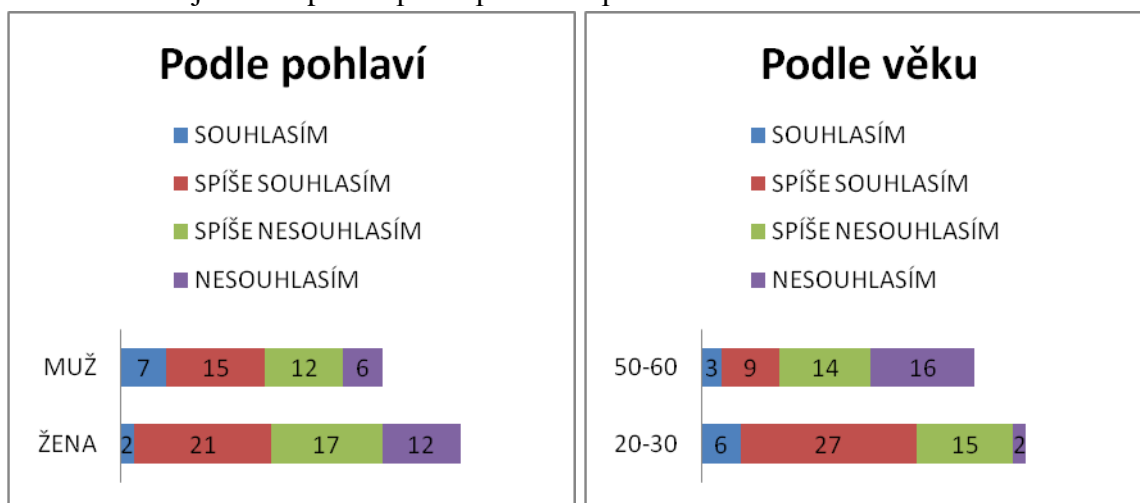 Podle pohlaví
SOUHLASÍM
SPÍŠE SOUHLASÍM
SPÍŠE NESOUHLASÍM
NESOUHLASÍM
MUŽ 7 15 12 6
ŽENA 2 21 17 12
Podle věku
SOUHLASÍM
SPÍŠE SOUHLASÍM
SPÍŠE NESOUHLASÍM
NESOUHLASÍM
50-60 3 9 14 16
20-30 6 27 15 2